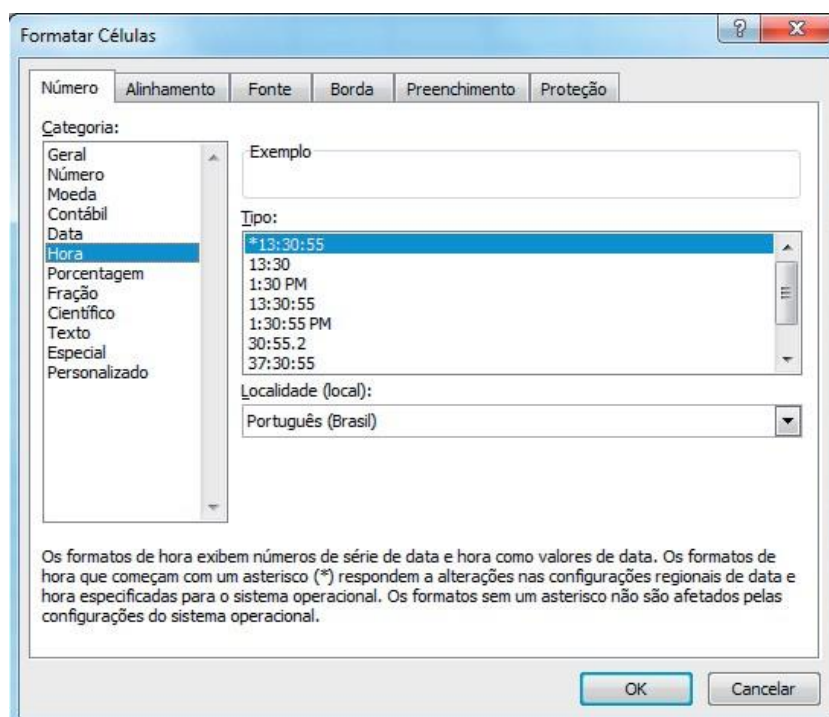 Formatar Células
Número Alinhamento Fonte Borda Preenchimento Proteção
Categoria:
Geral
Número
Moeda
Contábil
Data
Hora
Porcentagem
Fração
Científico
Texto
Especial
Personalizado
Exemplo
Tipo:
*13:30:55
13:30
1:30 PM
13:30:55
1:30:55 PM
30:55.2
37:30:55
Localidade (local):
Português (Brasil)
Os formatos de hora exibem números de série de data e hora como valores de data. Os formatos de
hora que começam com um asterisco (*) respondem a alterações nas configurações regionais de data e
hora especificadas para o sistema operacional. Os formatos sem um asterisco não são afetados pelas
configurações do sistema operacional.
OK Cancelar